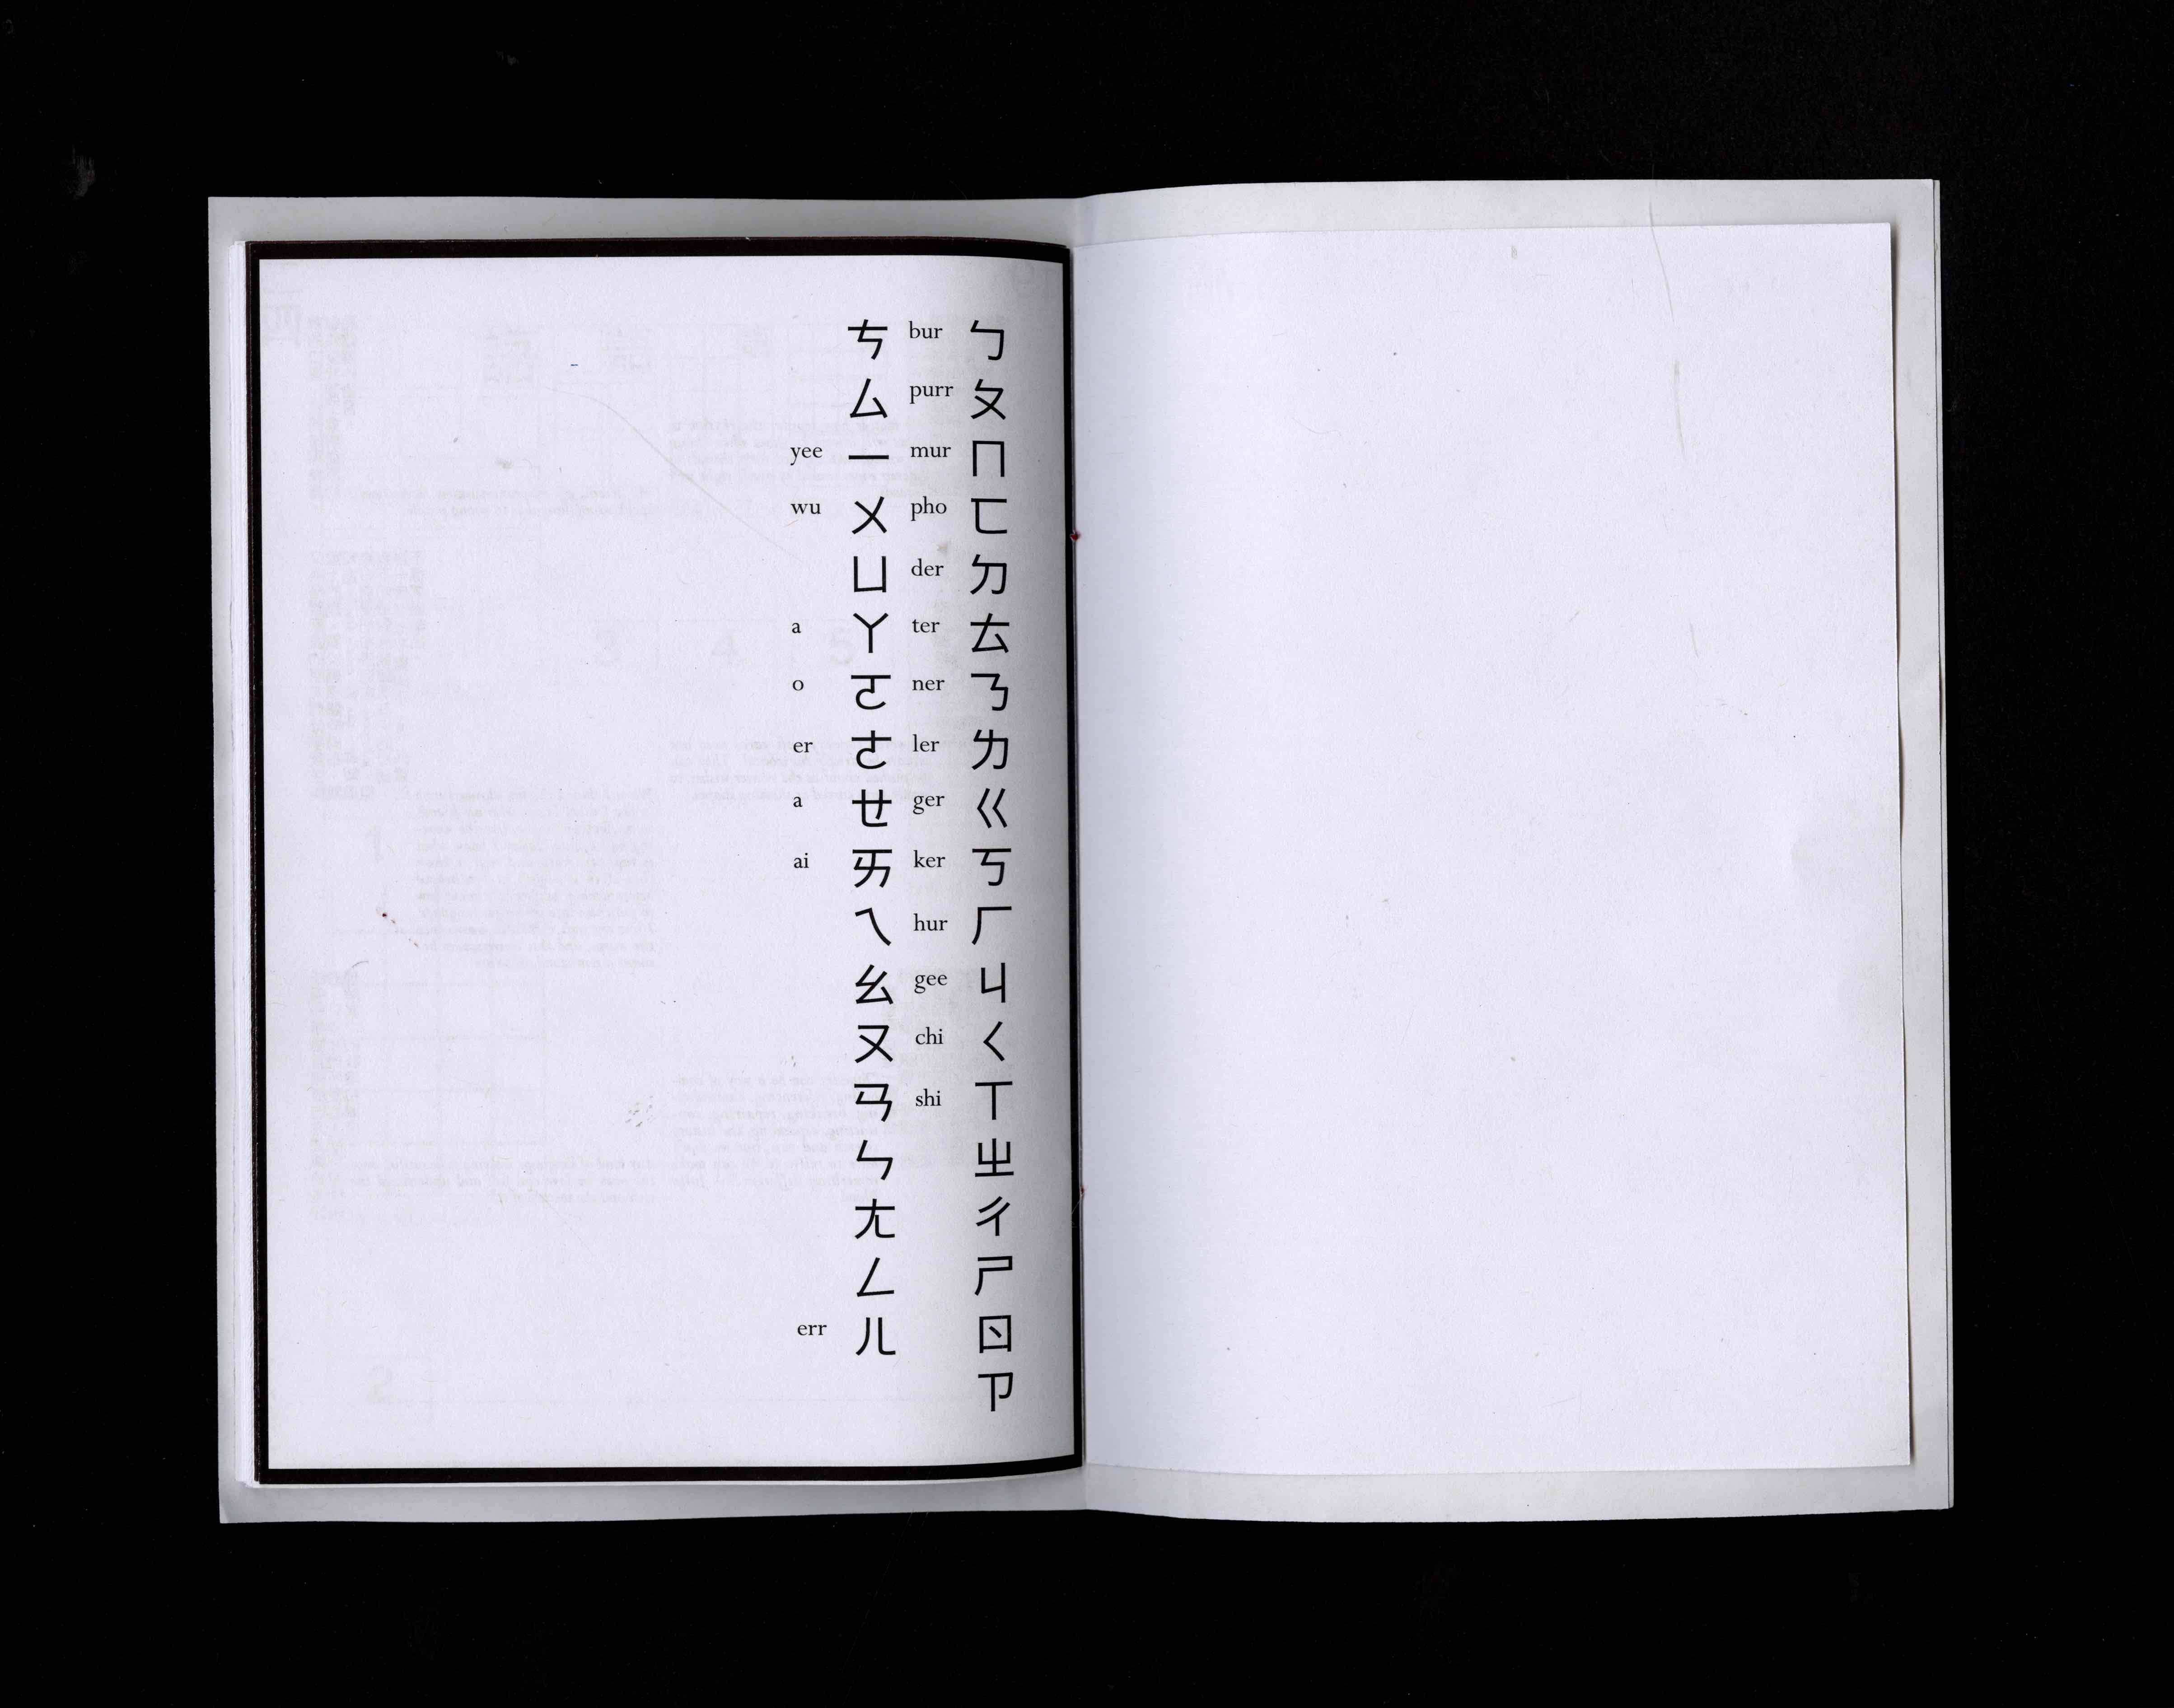 ㄅ bur
ㄆ purr
ㄇ mur
ㄈ pho
ㄉ der
ㄊ ter
ㄋ ner
ㄌ ler
ㄍ ger
ㄎ ker
ㄏ hur
ㄐ gee
ㄑ chi
ㄒ shi
ㄓ
ㄔ
ㄕ
ㄖ
ㄗ
ㄘ
ㄙ
ㄧ yee
ㄨ wu
ㄩ
ㄚ a
ㄛ o
ㄜ er
ㄝ a
ㄞ ai
ㄟ
ㄠ
ㄡ
ㄢ
ㄣ
ㄤ
ㄥ
ㄦ err